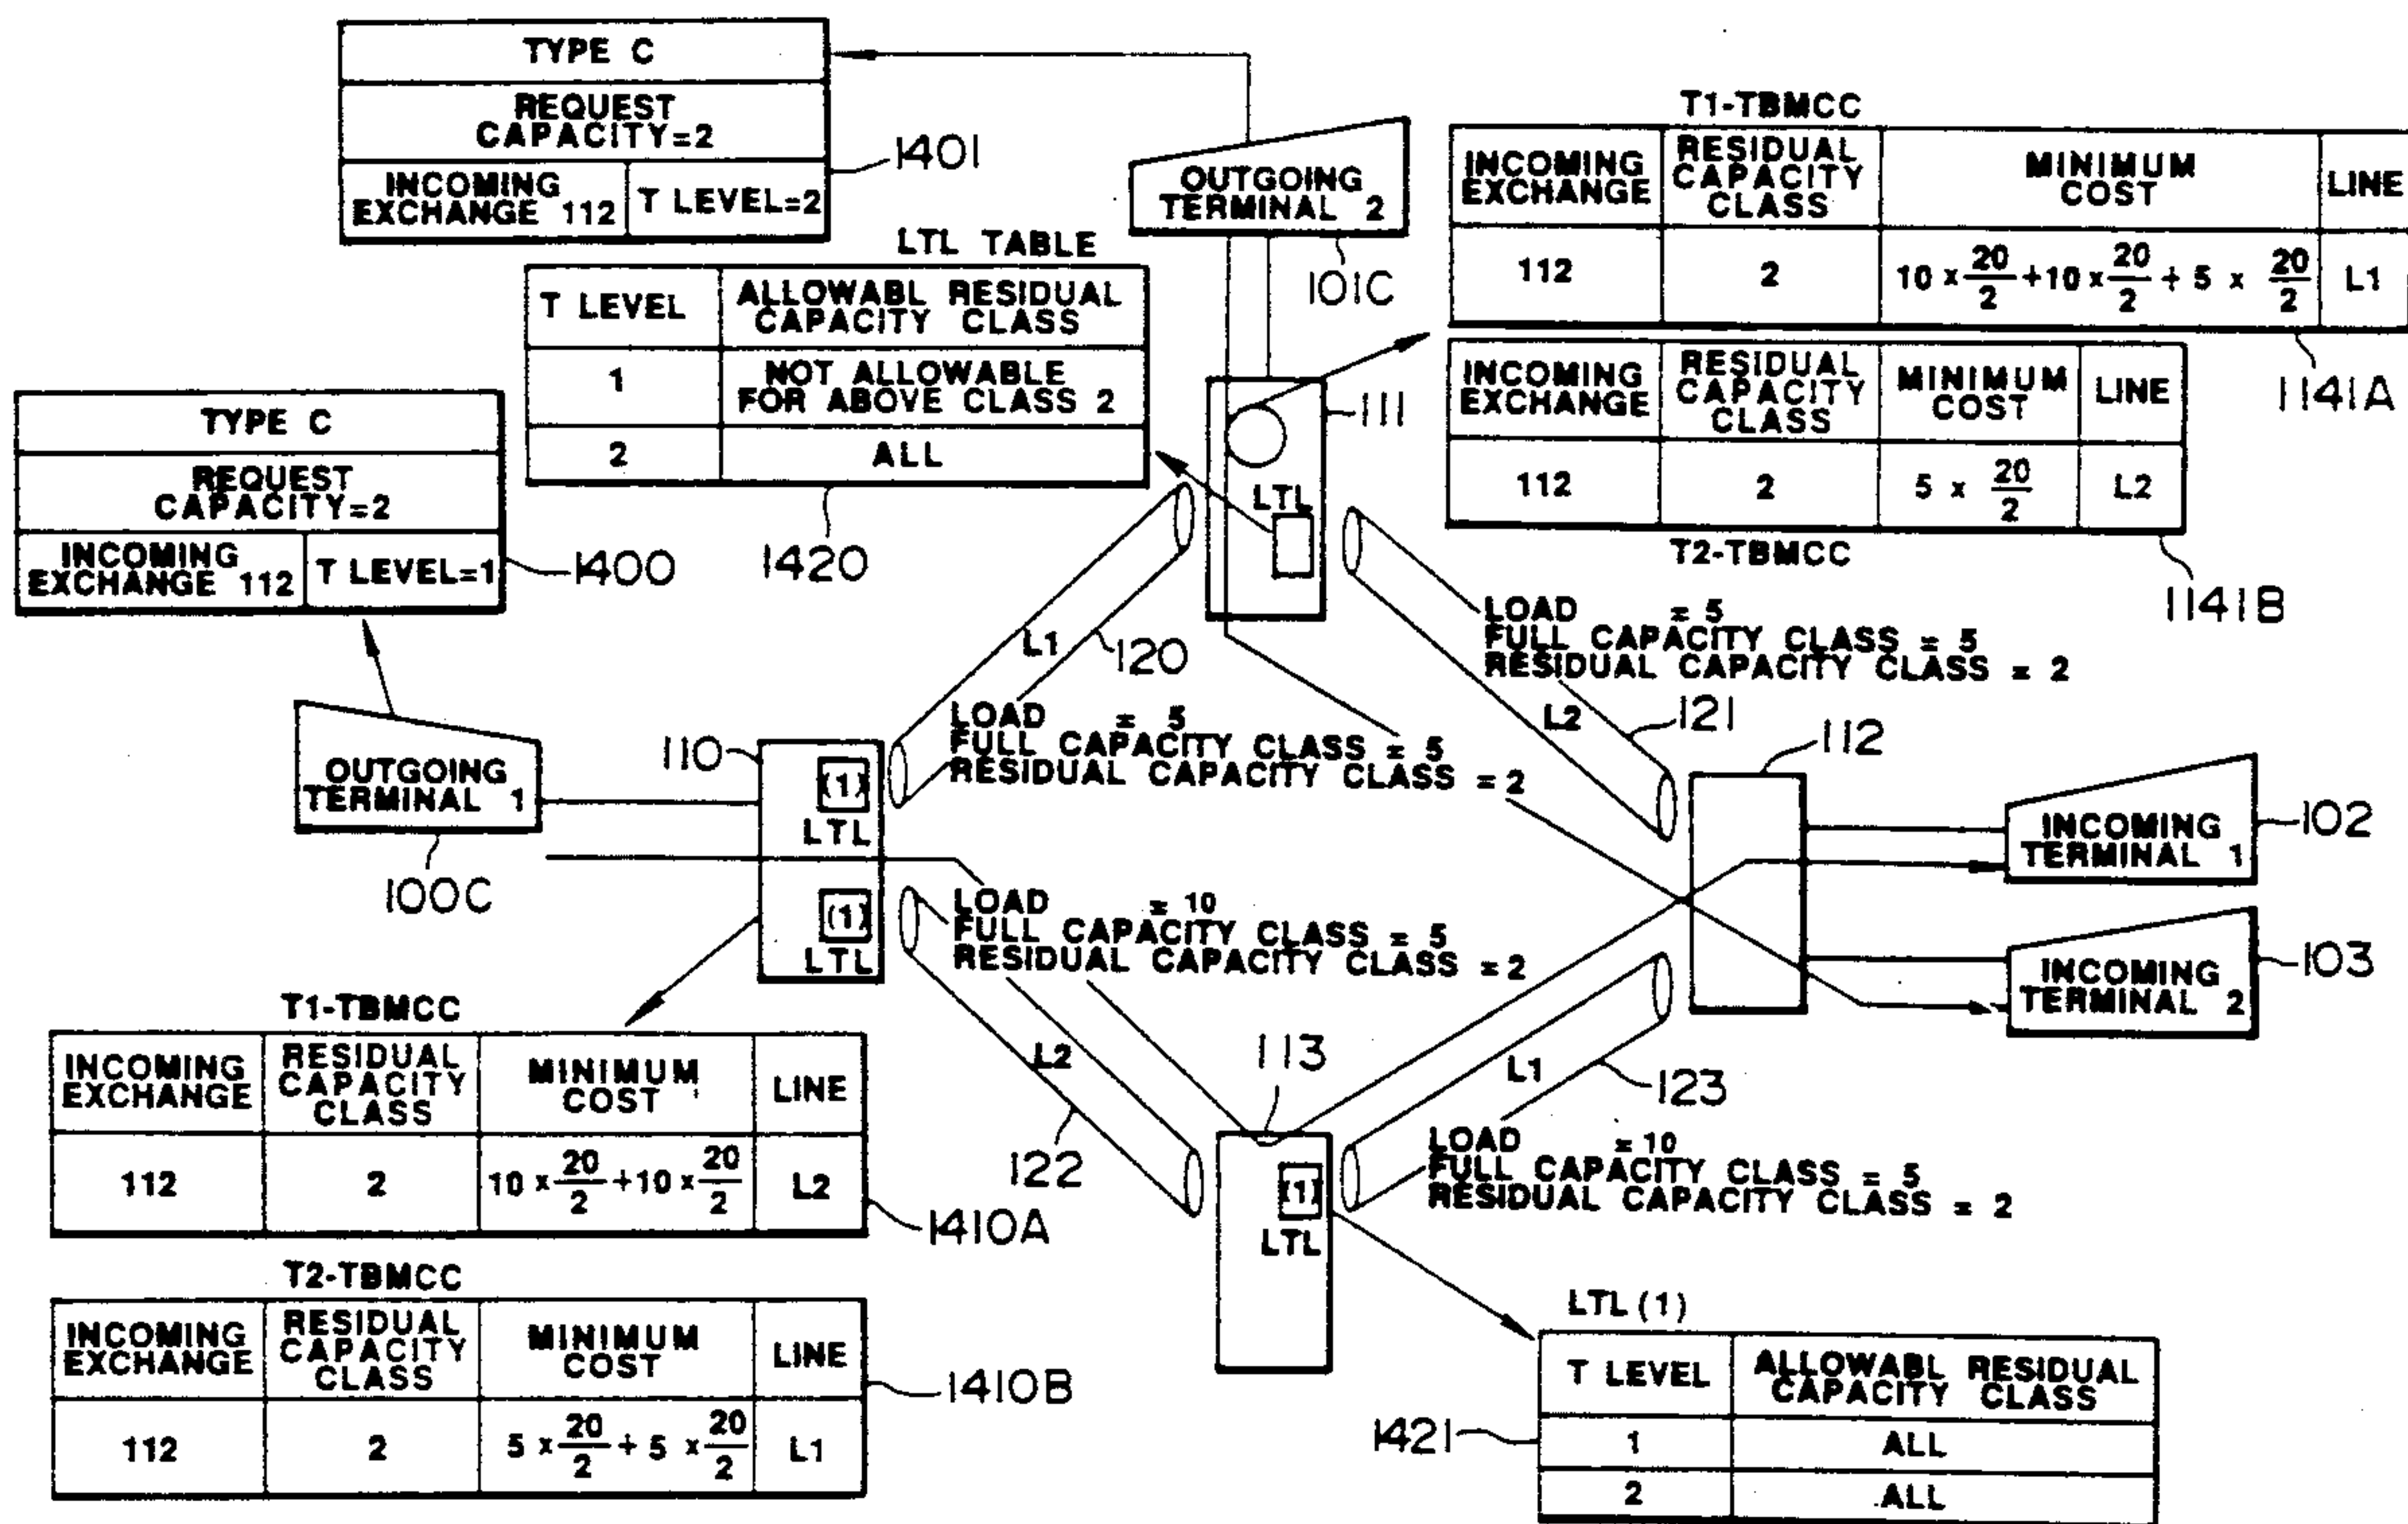 TYPE C
REQUEST
CAPACITY=2
INCOMING
EXCHANGE 112
T LEVEL=2
1401
OUTGOING
TERMINAL 2
101C
T1-TBMCC
INCOMING
EXCHANGE
RESIDUAL
CAPACITY
CLASS
MINIMUM
COST
LINE
112
2
10 x 20/2 + 10 x 20/2 + 5 x 20/2
L1
1141A
LTL TABLE
T LEVEL
ALLOWABL RESIDUAL
CAPACITY CLASS
1
NOT ALLOWABLE
FOR ABOVE CLASS 2
2
ALL
1420
111
LTL
INCOMING
EXCHANGE
RESIDUAL
CAPACITY
CLASS
MINIMUM
COST
LINE
112
2
5 x 20/2
L2
T2-TBMCC
1141B
TYPE C
REQUEST
CAPACITY=2
INCOMING
EXCHANGE 112
T LEVEL=1
1400
L1
120
LOAD = 5
FULL CAPACITY CLASS = 5
RESIDUAL CAPACITY CLASS = 2
L2
121
LOAD = 5
FULL CAPACITY CLASS = 5
RESIDUAL CAPACITY CLASS = 2
OUTGOING
TERMINAL 1
100C
110
(1)
LTL
(1)
LTL
112
INCOMING
TERMINAL 1
102
INCOMING
TERMINAL 2
103
LOAD = 10
FULL CAPACITY CLASS = 5
RESIDUAL CAPACITY CLASS = 2
L2
122
113
(1)
LTL
L1
123
LOAD = 10
FULL CAPACITY CLASS = 5
RESIDUAL CAPACITY CLASS = 2
T1-TBMCC
INCOMING
EXCHANGE
RESIDUAL
CAPACITY
CLASS
MINIMUM
COST
LINE
112
2
10 x 20/2 + 10 x 20/2
L2
1410A
T2-TBMCC
INCOMING
EXCHANGE
RESIDUAL
CAPACITY
CLASS
MINIMUM
COST
LINE
112
2
5 x 20/2 + 5 x 20/2
L1
1410B
LTL (1)
T LEVEL
ALLOWABL RESIDUAL
CAPACITY CLASS
1
ALL
2
ALL
1421